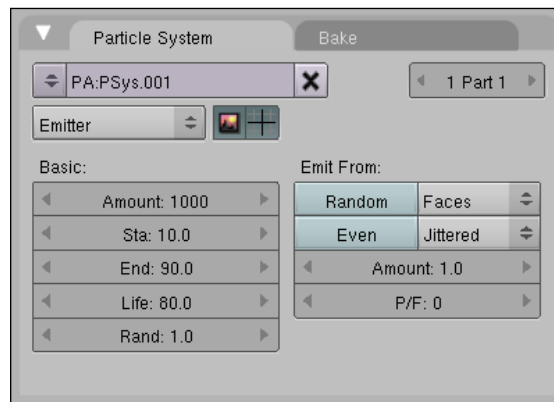 Particle System Bake
PA:PSys.001 1 Part 1
Emitter
Basic: Emit From:
Amount: 1000 Random Faces
Sta: 10.0 Even Jittered
End: 90.0 Amount: 1.0
Life: 80.0 P/F: 0
Rand: 1.0